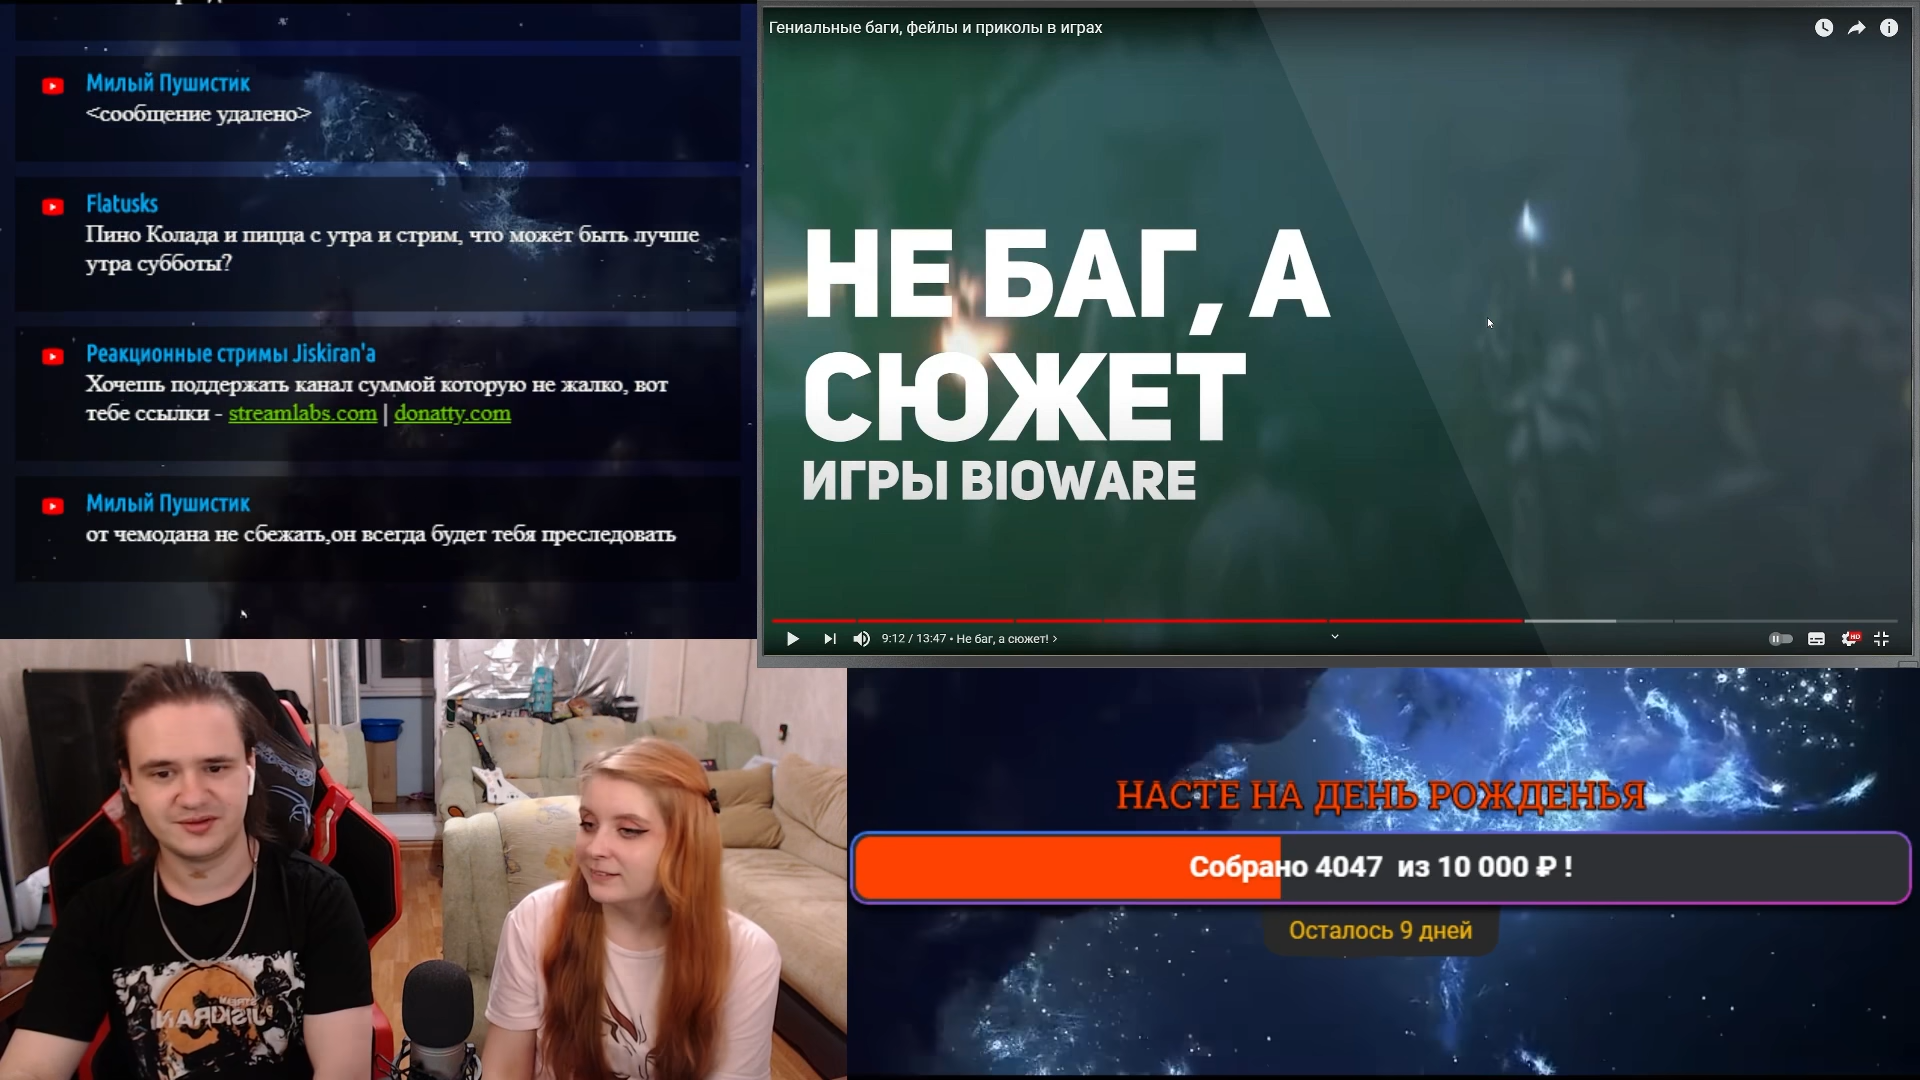 Милый Пушистик
<сообщение удалено>
Flatusks
Пино Колада и пицца с утра и стрим, что может быть лучше
утра субботы?
Реакционные стримы Jiskiran'a
Хочешь поддержать канал суммой которую не жалко, вот
тебе ссылки - streamlabs.com | donatty.com
Милый Пушистик
от чемодана не сбежать,он всегда будет тебя преследовать
Гениальные баги, фейлы и приколы в играх
НЕ БАГ, А
СЮЖЕТ
ИГРЫ BIOWARE
9:12 / 13:47 • Не баг, а сюжет! ›
HD
JISKIRAN
НАСТЕ НА ДЕНЬ РОЖДЕНЬЯ
Собрано 4047 из 10 000 ₽ !
Осталось 9 дней